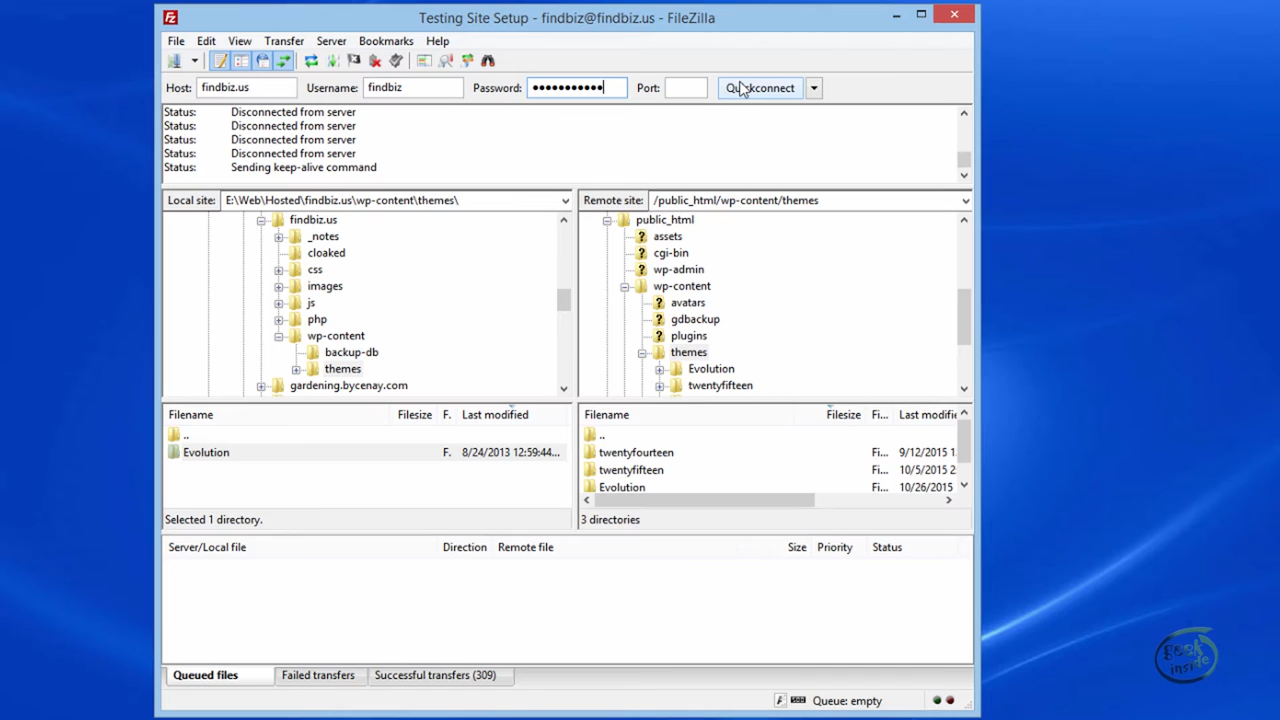 Testing Site Setup - findbiz@findbiz.us - FileZilla
File Edit View Transfer Server Bookmarks Help
Host: findbiz.us Username: findbiz Password: ●●●●●●●●●●● Port: Quickconnect
Status: Disconnected from server
Status: Disconnected from server
Status: Disconnected from server
Status: Disconnected from server
Status: Sending keep-alive command
Local site: E:\Web\Hosted\findbiz.us\wp-content\themes\
findbiz.us
_notes
cloaked
css
images
js
php
wp-content
backup-db
themes
gardening.bycenay.com
Remote site: /public_html/wp-content/themes
public_html
assets
cgi-bin
wp-admin
wp-content
avatars
gdbackup
plugins
themes
Evolution
twentyfifteen
Filename Filesize F. Last modified
..
Evolution F. 8/24/2013 12:59:44...
Selected 1 directory.
Filename Filesize Fi... Last modifie
..
twentyfourteen Fi... 9/12/2015 1
twentyfifteen Fi... 10/5/2015 2
Evolution Fi... 10/26/2015
3 directories
Server/Local file Direction Remote file Size Priority Status
Queued files Failed transfers Successful transfers (309)
Queue: empty
geek
inside